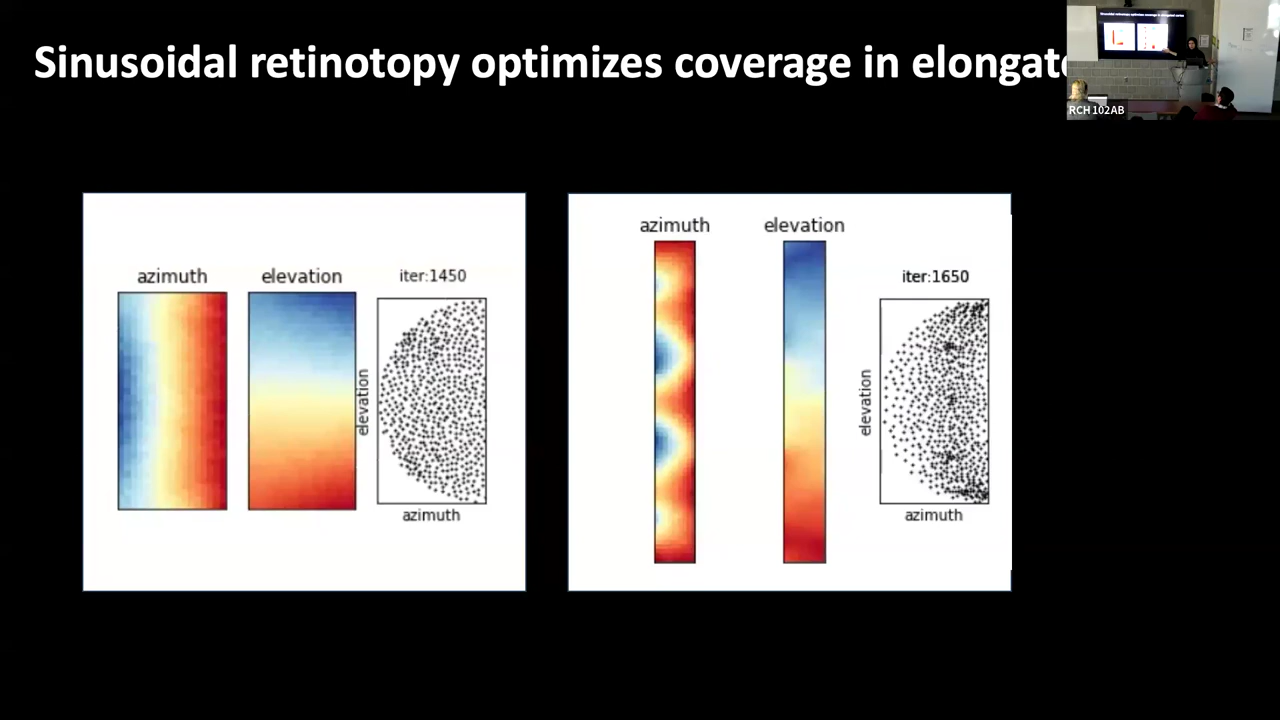 Sinusoidal retinotopy optimizes coverage in
RCH 102AB
azimuth
elevation
iter:1450
elevation
azimuth
azimuth
elevation
iter:1650
elevation
azimuth